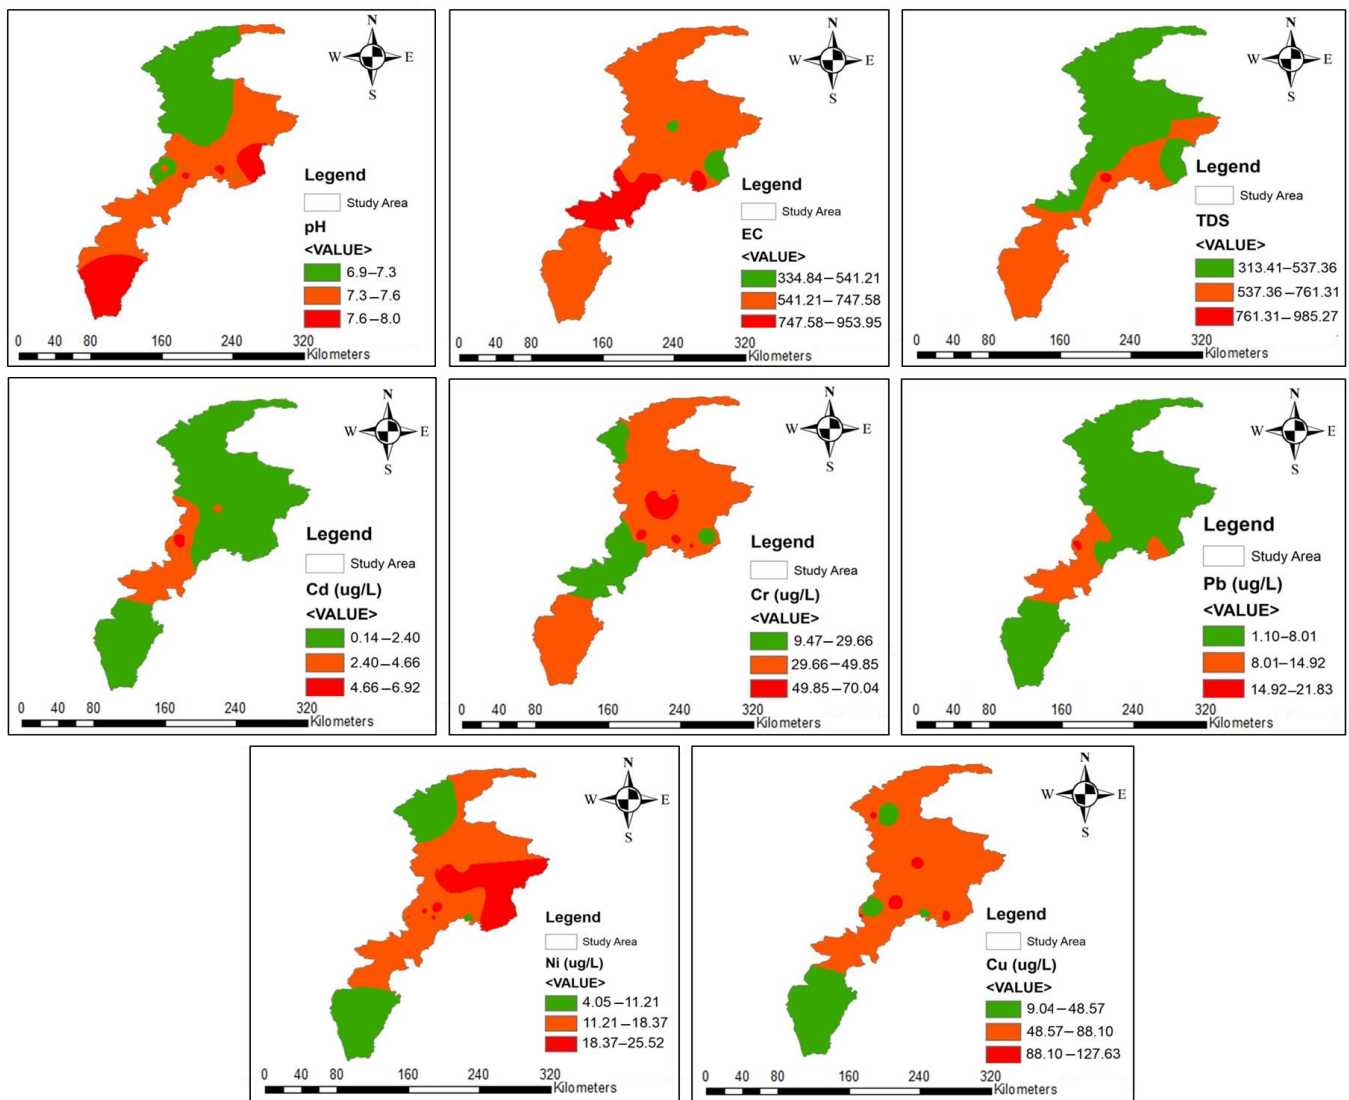 N
W E
S
Legend
Study Area
pH
<VALUE>
6.9–7.3
7.3–7.6
7.6–8.0
0 40 80 160 240 320
Kilometers
N
W E
S
Legend
Study Area
EC
<VALUE>
334.84–541.21
541.21–747.58
747.58–953.95
0 40 80 160 240 320
Kilometers
N
W E
S
Legend
Study Area
TDS
<VALUE>
313.41–537.36
537.36–761.31
761.31–985.27
0 40 80 160 240 320
Kilometers
N
W E
S
Legend
Study Area
Cd (ug/L)
<VALUE>
0.14–2.40
2.40–4.66
4.66–6.92
0 40 80 160 240 320
Kilometers
N
W E
S
Legend
Study Area
Cr (ug/L)
<VALUE>
9.47–29.66
29.66–49.85
49.85–70.04
0 40 80 160 240 320
Kilometers
N
W E
S
Legend
Study Area
Pb (ug/L)
<VALUE>
1.10–8.01
8.01–14.92
14.92–21.83
0 40 80 160 240 320
Kilometers
N
W E
S
Legend
Study Area
Ni (ug/L)
<VALUE>
4.05–11.21
11.21–18.37
18.37–25.52
0 40 80 160 240 320
Kilometers
N
W E
S
Legend
Study Area
Cu (ug/L)
<VALUE>
9.04–48.57
48.57–88.10
88.10–127.63
0 40 80 160 240 320
Kilometers